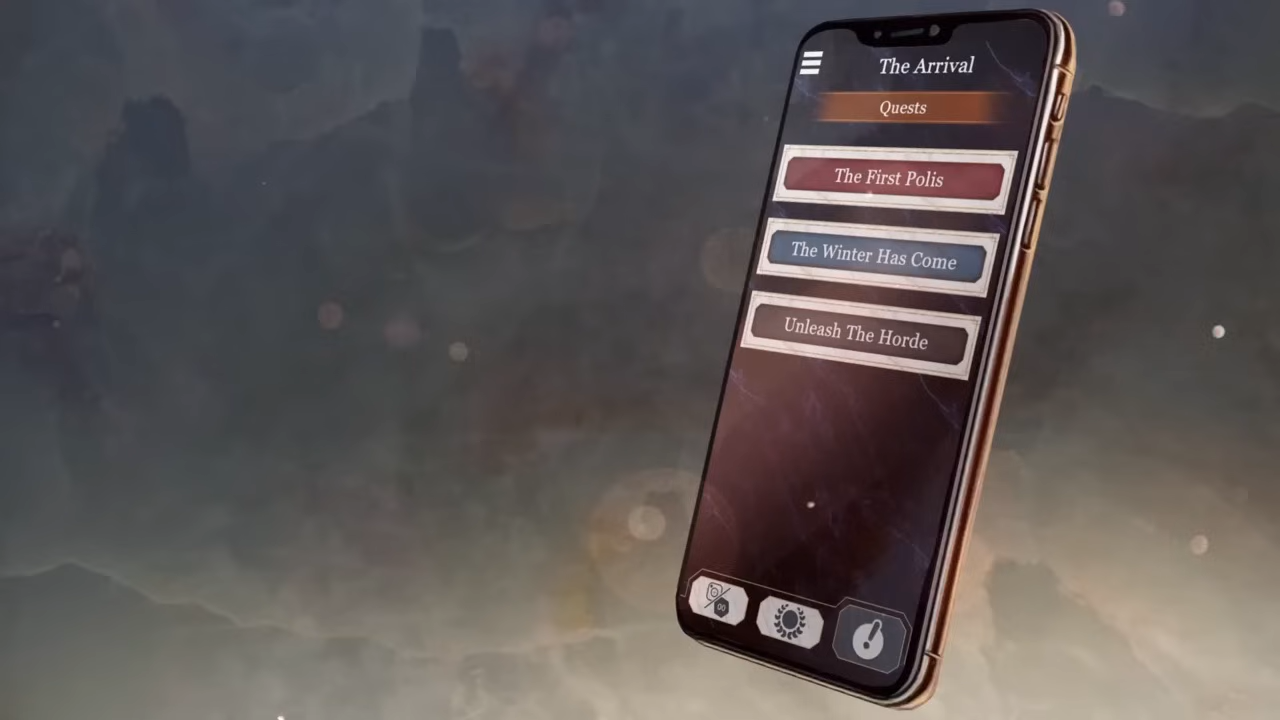 The Arrival
Quests
The First Polis
The Winter Has Come
Unleash The Horde